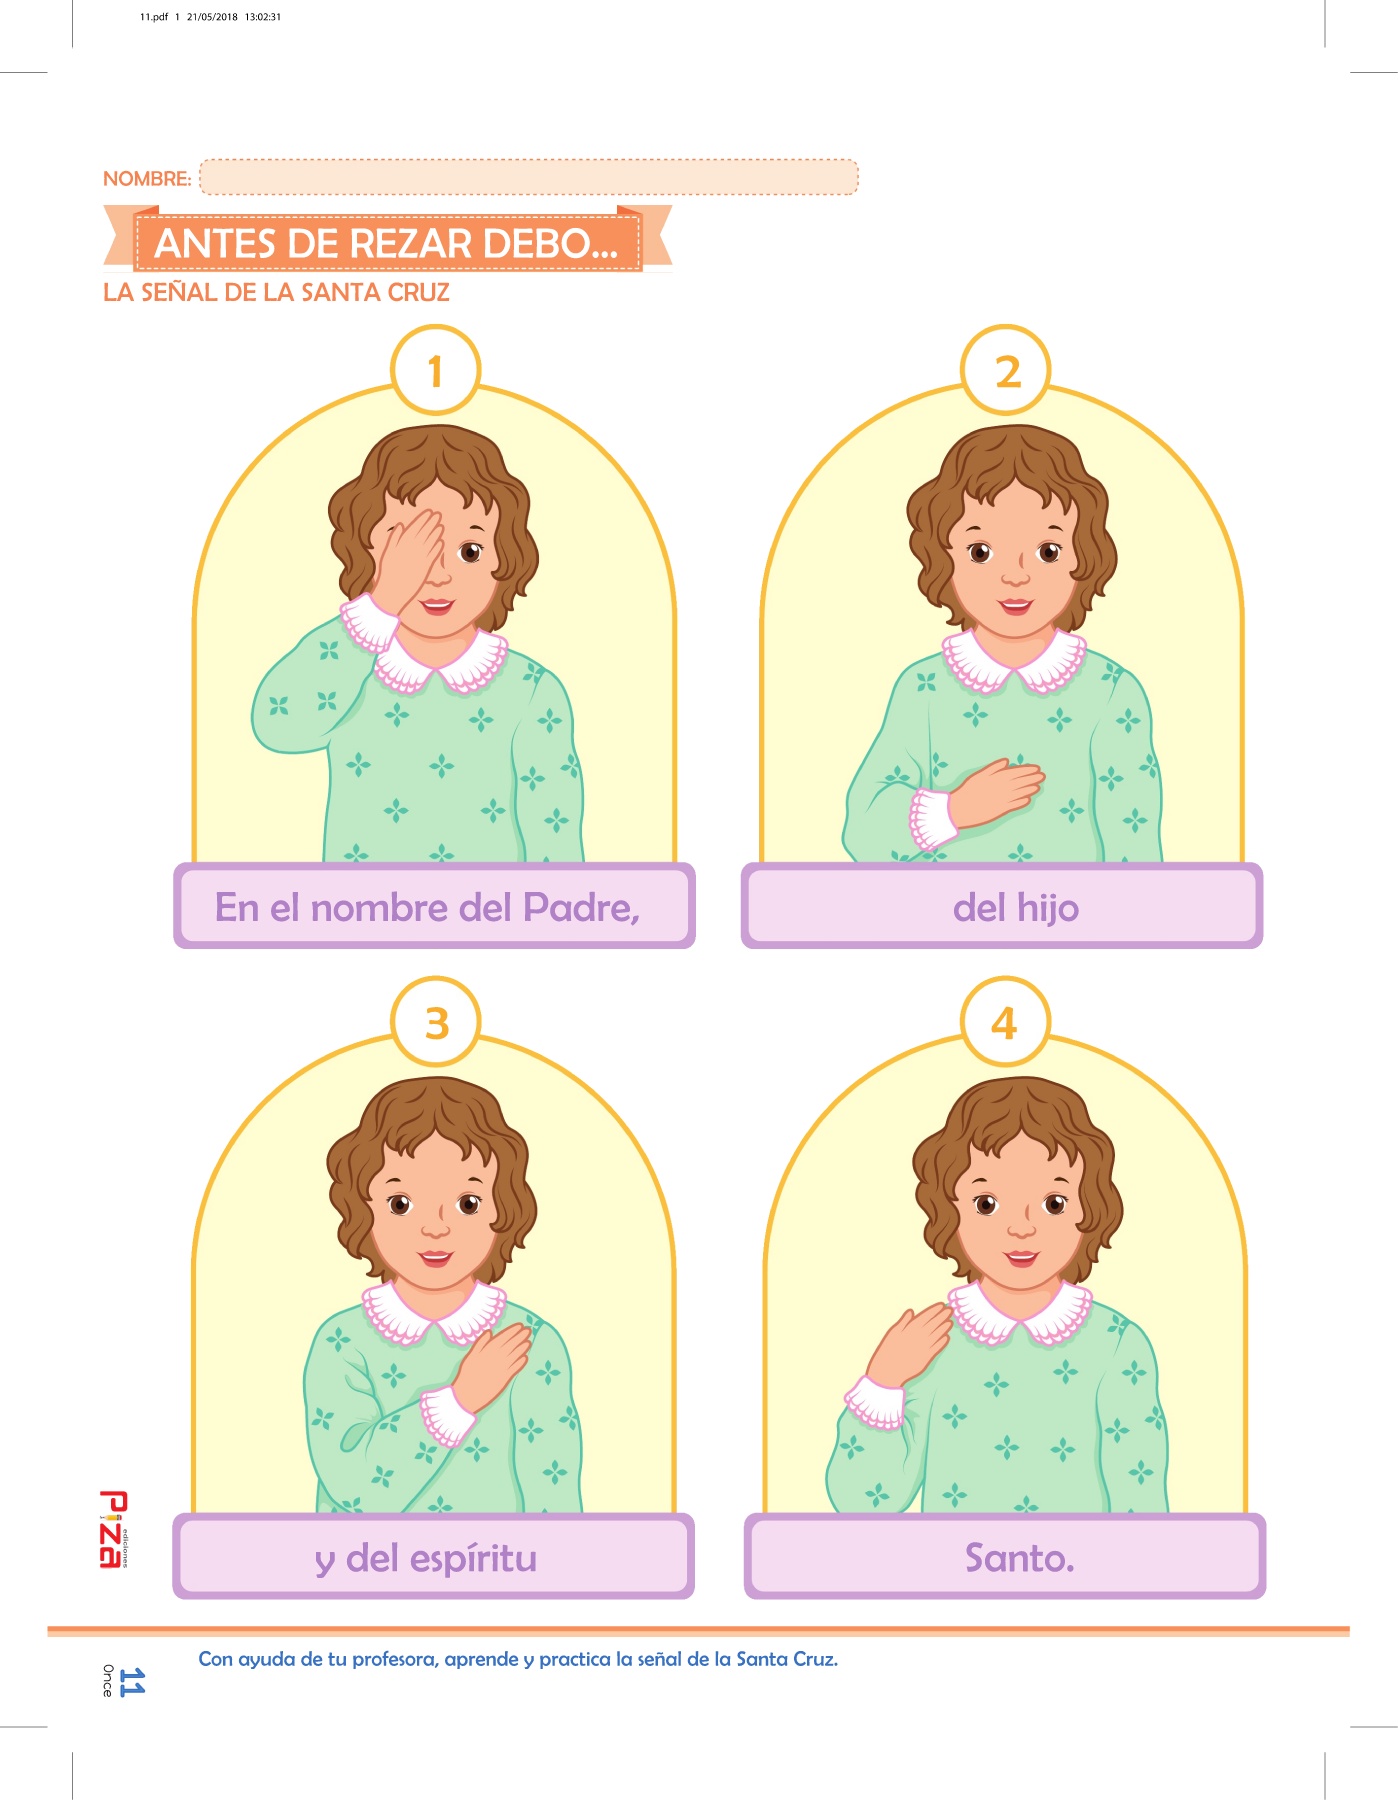 11.pdf 1 21/05/2018 13:02:31
NOMBRE:
ANTES DE REZAR DEBO...
LA SEÑAL DE LA SANTA CRUZ
1
2
En el nombre del Padre,
del hijo
3
4
y del espíritu
Santo.
Piza
ediciones
Con ayuda de tu profesora, aprende y practica la señal de la Santa Cruz.
11
Once